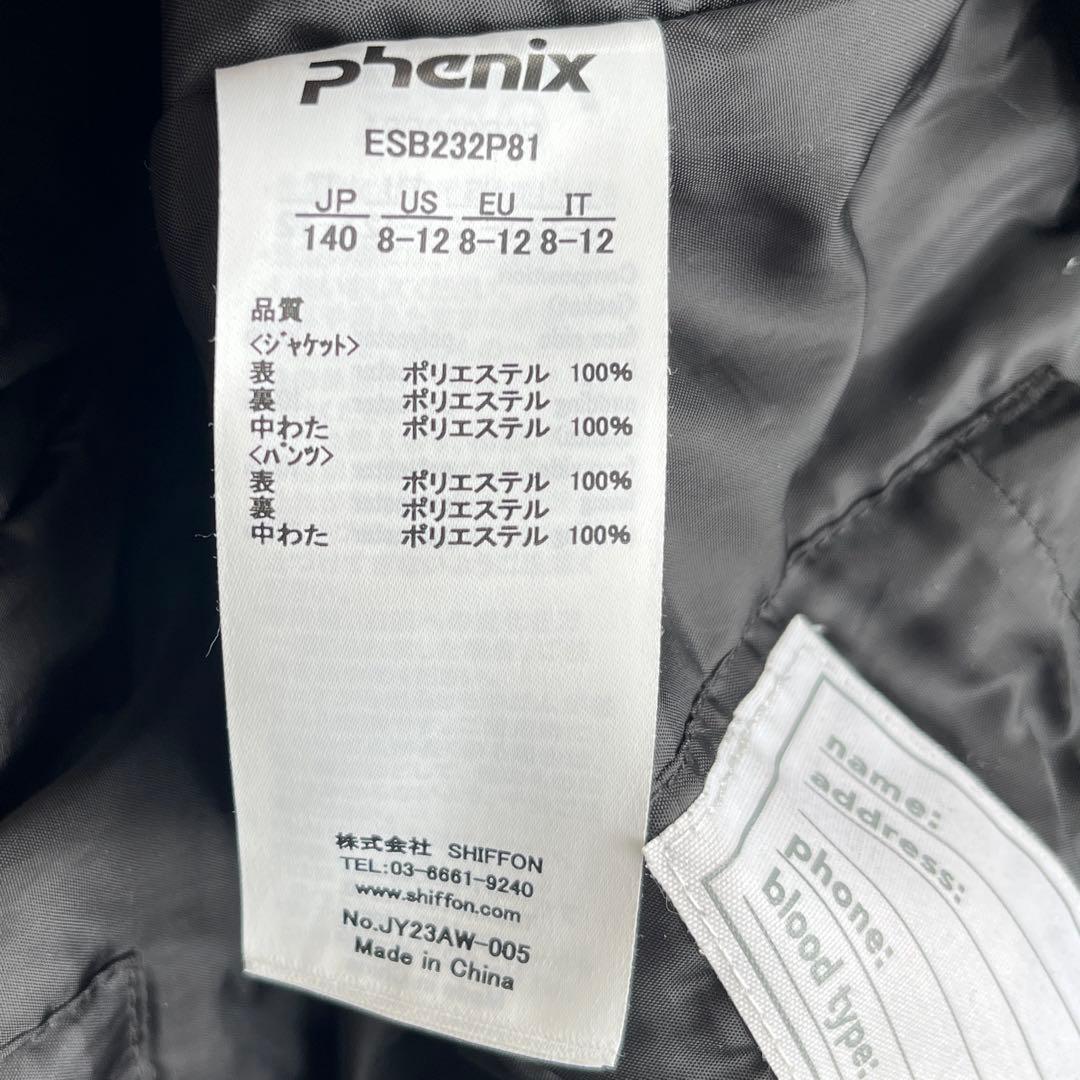 phenix
ESB232P81
JP US EU IT
140 8-12 8-12 8-12
品質
<ジャケット>
表 ポリエステル 100%
裏 ポリエステル
中わた ポリエステル 100%
<パンツ>
表 ポリエステル 100%
裏 ポリエステル
中わた ポリエステル 100%
株式会社 SHIFFON
TEL:03-6661-9240
www.shiffon.com
No.JY23AW-005
Made in China
name:
address:
phone:
blood type: